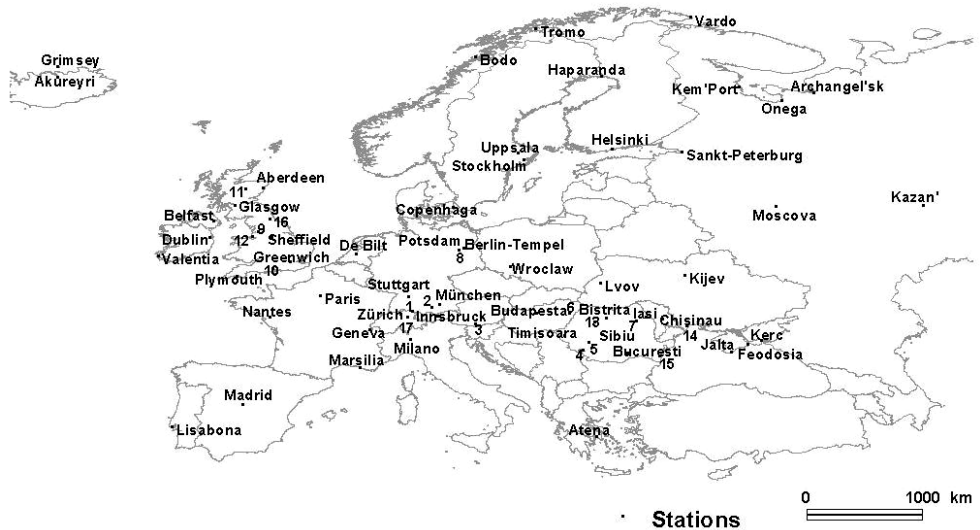 Vardo
Tromo
Bodo
Grimsey
Haparanda
Akureyri
Kem'Port
Archangel'sk
Onega
Helsinki
Uppsala
Stockholm
Sankt-Peterburg
Aberdeen
11
Kazan'
Glasgow
Copenhaga
Belfast
16
Moscova
9
Dublin
12
Sheffield
De Bilt
Potsdam
Berlin-Tempel
Valentia
Greenwich
8
10
Wroclaw
Plymouth
Kijev
Stuttgart
Lvov
Paris
2
München
1
Nantes
Zürich
Innsbruck
Budapesta
6
Bistrita
Iasi
Chişinau
18
7
17
3
Geneva
Timisoara
Sibiu
14
Kerc
Milano
4
5
Bucureşti
Jalta
Feodosia
Marsilia
15
Madrid
Lisabona
Atena
0
1000 km
Stations